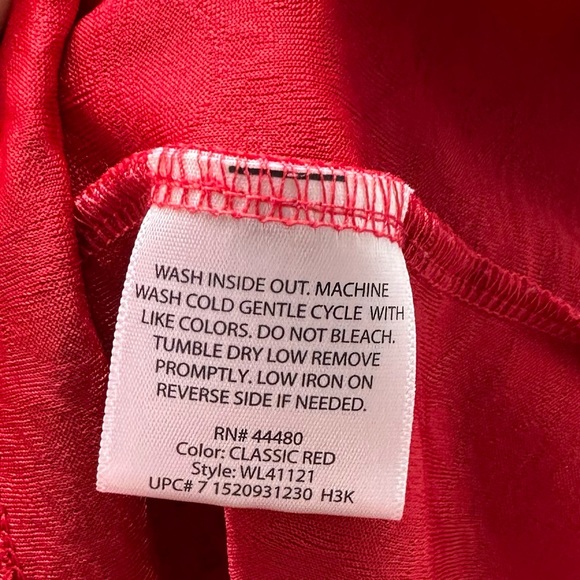 WASH INSIDE OUT. MACHINE
WASH COLD GENTLE CYCLE WITH
LIKE COLORS. DO NOT BLEACH.
TUMBLE DRY LOW REMOVE
PROMPTLY. LOW IRON ON
REVERSE SIDE IF NEEDED.
RN# 44480
Color: CLASSIC RED
Style: WL41121
UPC# 7 1520931230 H3K